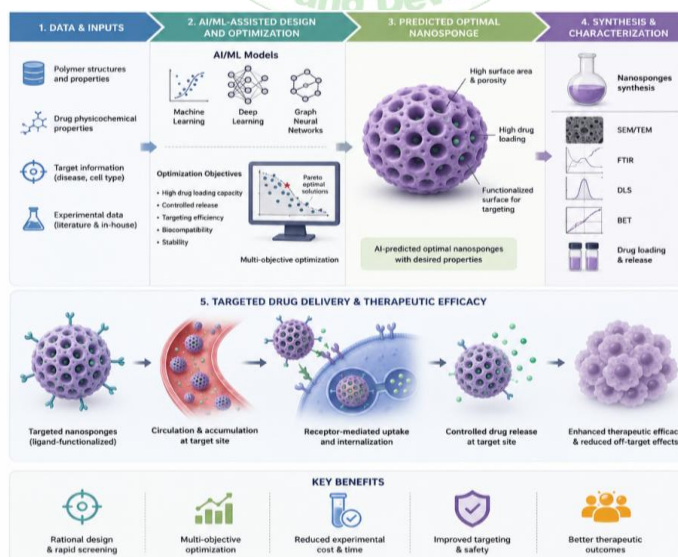 and Dev
1. DATA & INPUTS
Polymer structures
and properties
Drug physicochemical
properties
Target information
(disease, cell type)
Experimental data
(literature & in-house)
2. AI/ML-ASSISTED DESIGN
AND OPTIMIZATION
AI/ML Models
Machine
Learning
Deep
Learning
Graph
Neural
Networks
Optimization Objectives
• High drug loading capacity
• Controlled release
• Targeting efficiency
• Biocompatibility
• Stability
Pareto
optimal
solutions
Multi-objective optimization
3. PREDICTED OPTIMAL
NANOSPONGE
High surface area
& porosity
High drug
loading
Functionalized
surface for
targeting
AI-predicted optimal nanosponges
with desired properties
4. SYNTHESIS &
CHARACTERIZATION
Nanosponges
synthesis
SEM/TEM
FTIR
DLS
BET
Drug loading
& release
5. TARGETED DRUG DELIVERY & THERAPEUTIC EFFICACY
Targeted nanosponges
(ligand-functionalized)
Circulation & accumulation
at target site
Receptor-mediated uptake
and internalization
Controlled drug release
at target site
Enhanced therapeutic efficac
& reduced off-target effects
KEY BENEFITS
Rational design
& rapid screening
Multi-objective
optimization
Reduced experimental
cost & time
Improved targeting
& safety
Better therapeutic
outcomes